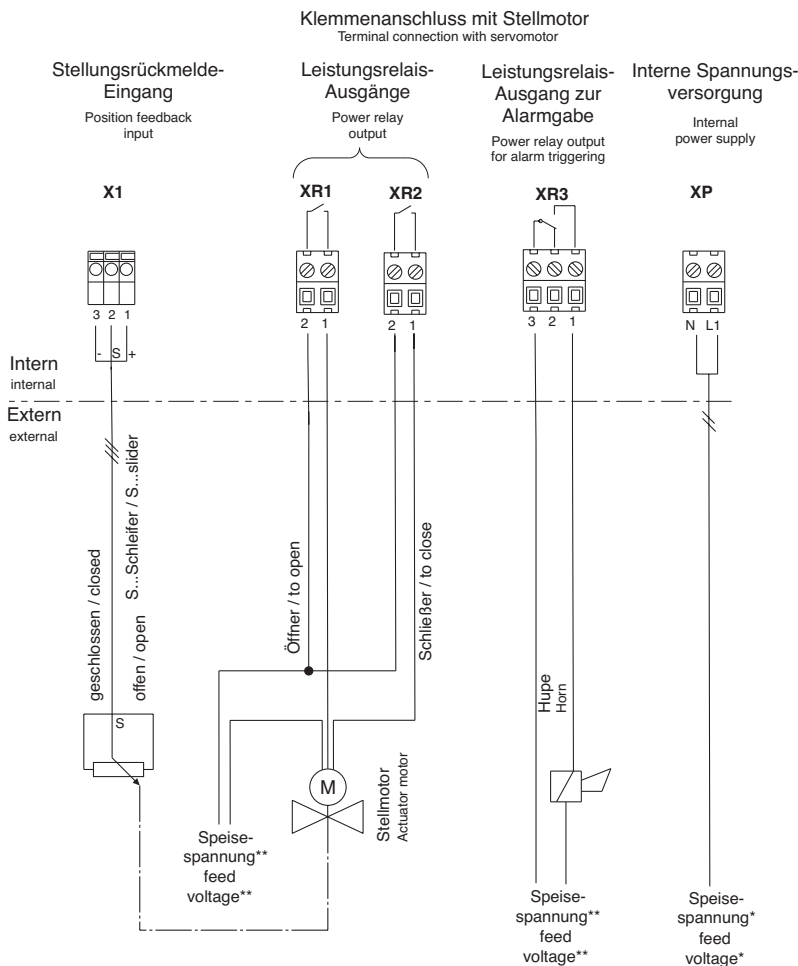 Klemmenanschluss mit Stellmotor
Terminal connection with servomotor
Stellungsrückmelde-
Eingang
Position feedback
input
X1
Leistungsrelais-
Ausgänge
Power relay
output
XR1
XR2
Leistungsrelais-
Ausgang zur
Alarmgabe
Power relay output
for alarm triggering
XR3
Interne Spannungs-
versorgung
Internal
power supply
XP
3 2 1
- S +
2 1
2 1
3 2 1
N L1
Intern
internal
Extern
external
geschlossen / closed
S...Schleifer / S...slider
offen / open
Öffner / to open
Schließer / to close
Hupe
Horn
S
M
Stellmotor
Actuator motor
Speise-
spannung**
feed
voltage**
Speise-
spannung**
feed
voltage**
Speise-
spannung*
feed
voltage*